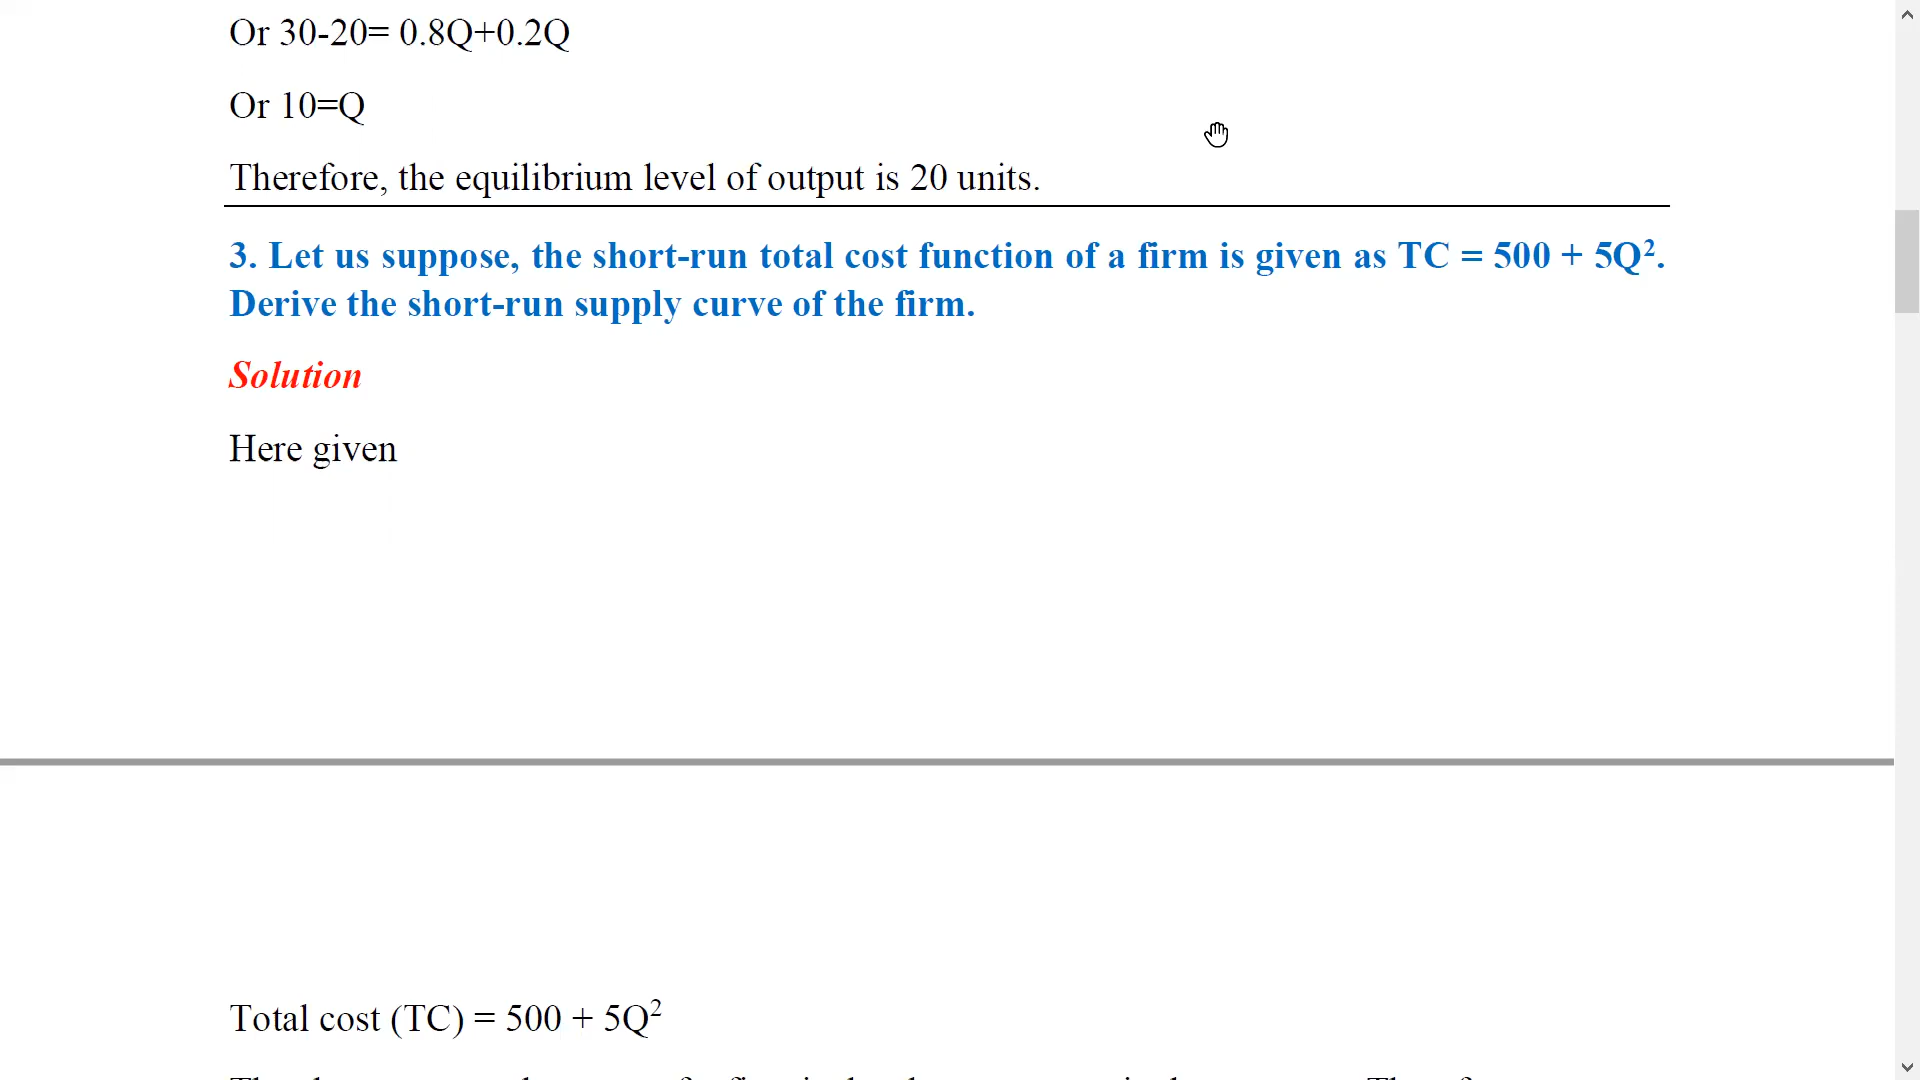 Or 30-20= 0.8Q+0.2Q
Or 10=Q
Therefore, the equilibrium level of output is 20 units.
3. Let us suppose, the short-run total cost function of a firm is given as TC = 500 + 5Q².
Derive the short-run supply curve of the firm.
Solution
Here given
Total cost (TC) = 500 + 5Q²